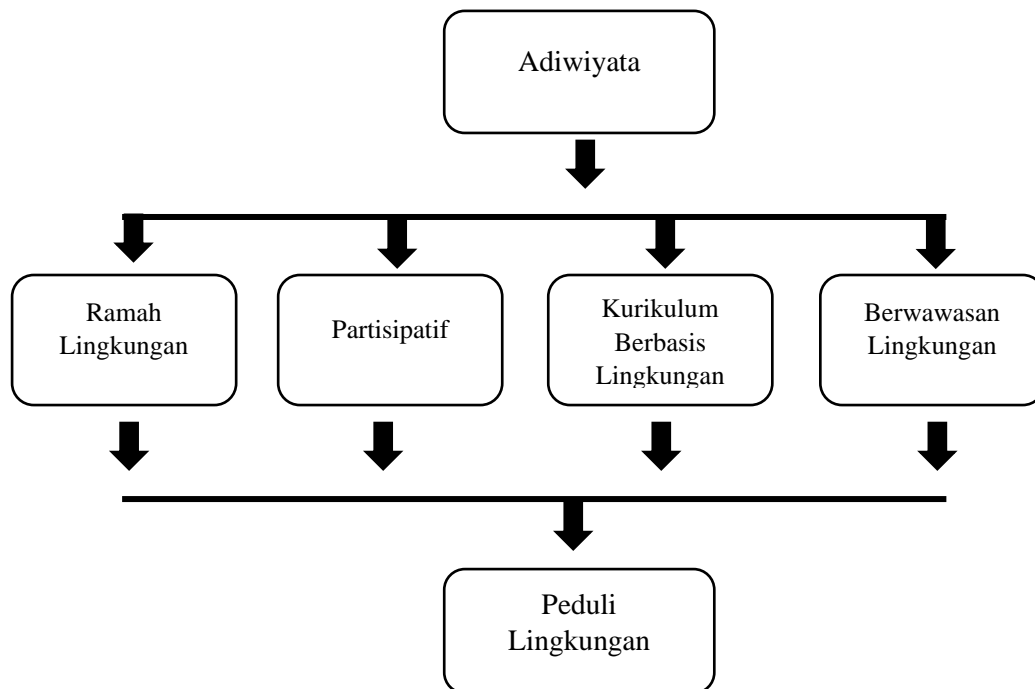 Adiwiyata
Ramah
Lingkungan
Partisipatif
Kurikulum
Berbasis
Lingkungan
Berwawasan
Lingkungan
Peduli
Lingkungan